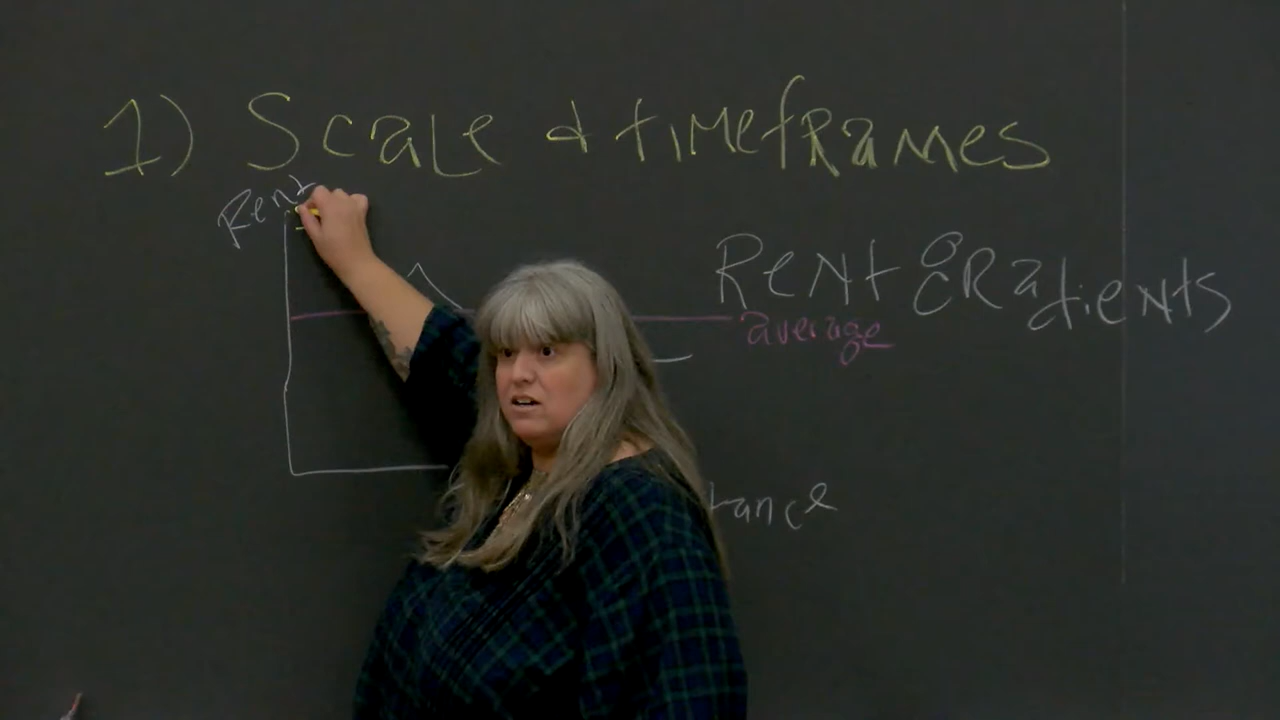 1) Scale & timeframes
Rent
Rent Gradients
average
tance